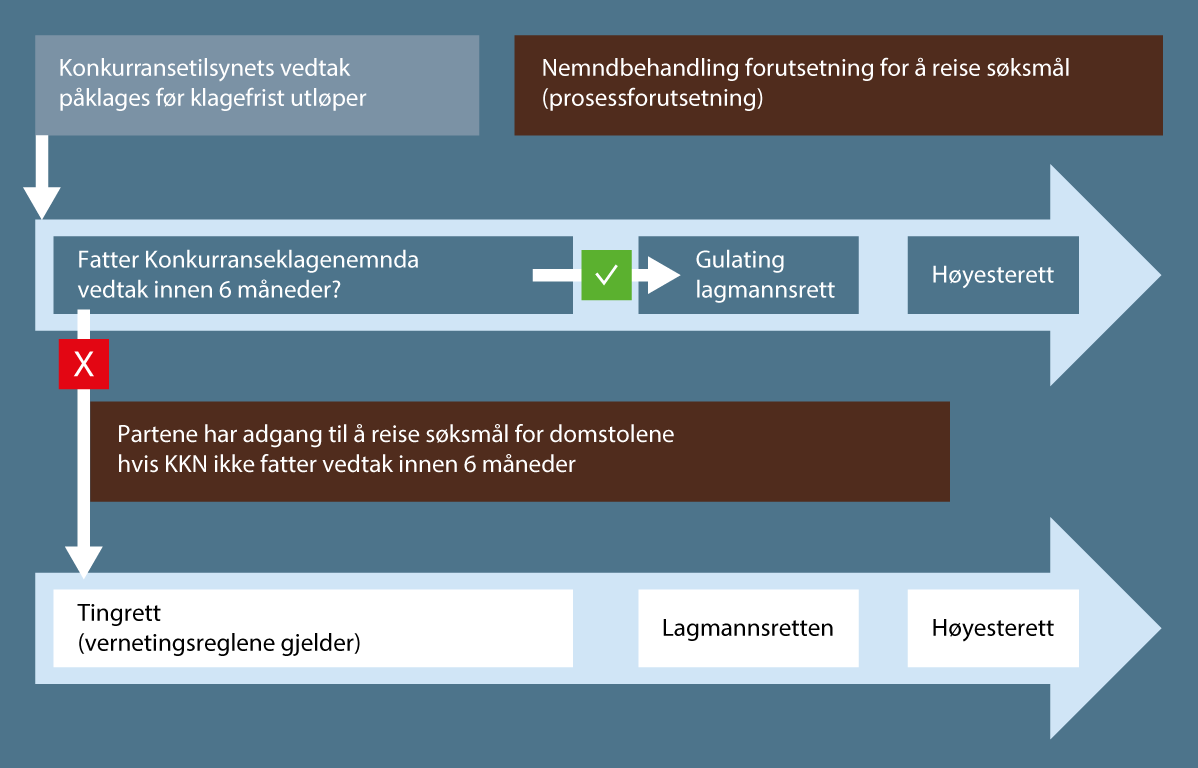 Konkurransetilsynets vedtak
påklages før klagefrist utløper
Nemndbehandling forutsetning for å reise søksmål
(prosessforutsetning)
Fatter Konkurranseklagenemnda
vedtak innen 6 måneder?
Gulating
lagmannsrett
Høyesterett
X
Partene har adgang til å reise søksmål for domstolene
hvis KKN ikke fatter vedtak innen 6 måneder
Tingrett
(vernetingsreglene gjelder)
Lagmannsretten
Høyesterett